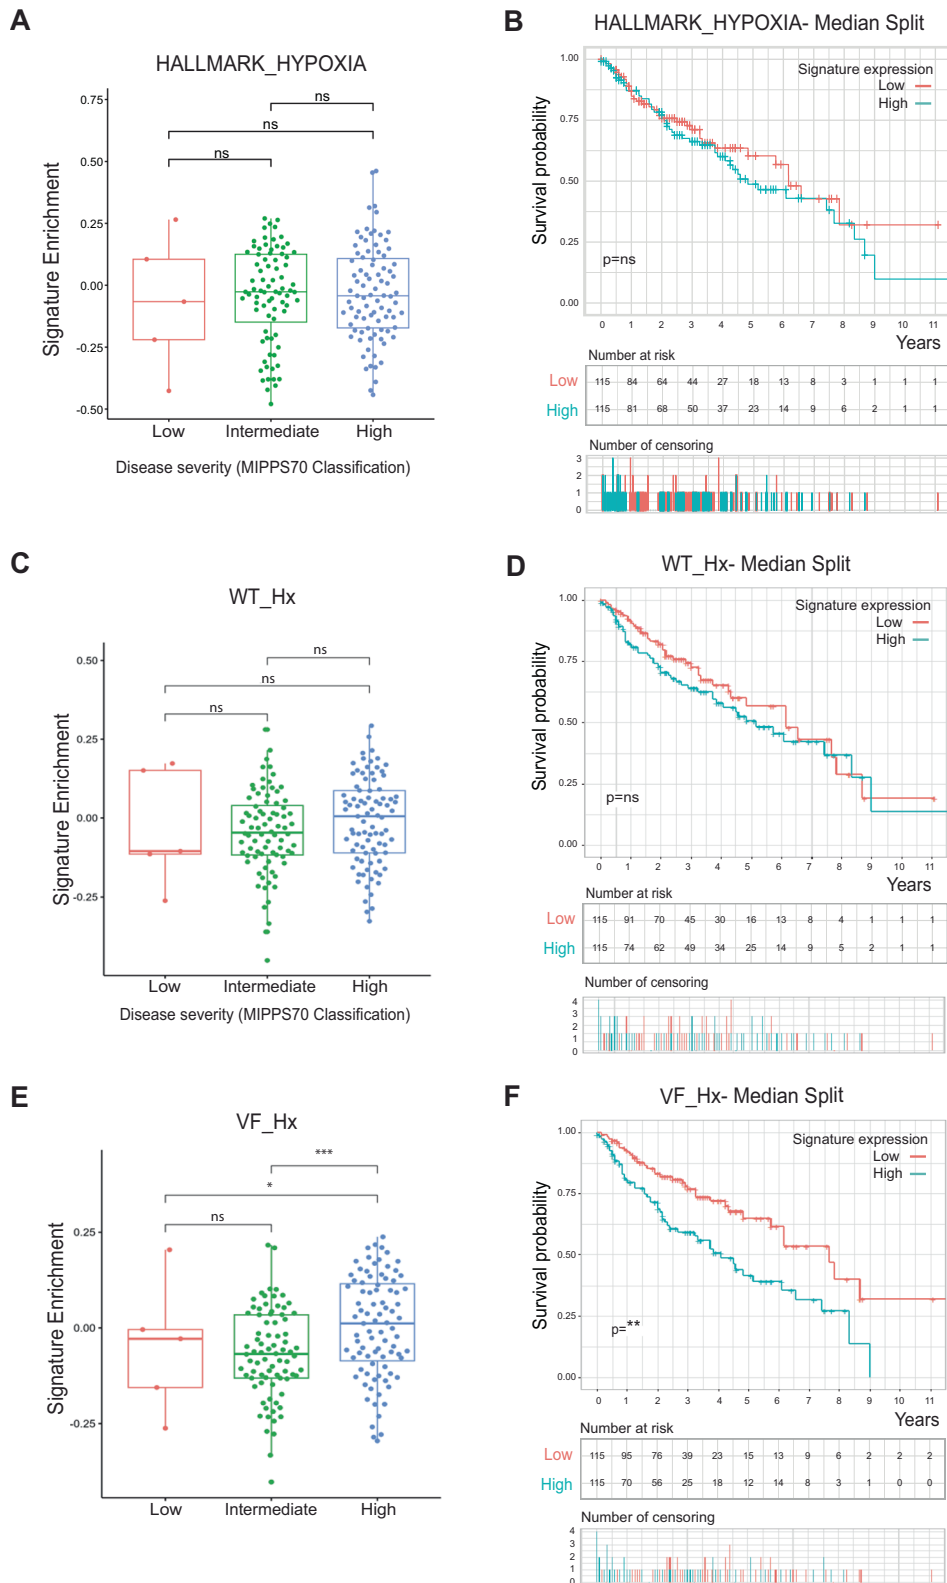 A
HALLMARK_HYPOXIA
ns
ns
ns
0.75
0.50
0.25
0.00
-0.25
-0.50
Signature Enrichment
Low Intermediate High
Disease severity (MIPPS70 Classification)
B
HALLMARK_HYPOXIA- Median Split
Signature expression
Low
High
1.00
0.75
0.50
0.25
0.00
Survival probability
p=ns
0 1 2 3 4 5 6 7 8 9 10 11
Years
Number at risk
Low 115 84 64 44 27 18 13 8 3 1 1 1
High 115 81 68 50 37 23 14 9 6 2 1 1
Number of censoring
3
2
1
0
C
WT_Hx
ns
ns
ns
0.50
0.25
0.00
-0.25
Signature Enrichment
Low Intermediate High
Disease severity (MIPPS70 Classification)
D
WT_Hx- Median Split
Signature expression
Low
High
1.00
0.75
0.50
0.25
0.00
Survival probability
p=ns
0 1 2 3 4 5 6 7 8 9 10 11
Years
Number at risk
Low 115 91 70 45 30 16 13 8 4 1 1 1
High 115 74 62 49 34 25 14 9 5 2 1 1
Number of censoring
4
3
2
1
0
E
VF_Hx
***
*
ns
0.25
0.00
-0.25
Signature Enrichment
Low Intermediate High
F
VF_Hx- Median Split
Signature expression
Low
High
1.00
0.75
0.50
0.25
0.00
Survival probability
p=**
0 1 2 3 4 5 6 7 8 9 10 11
Years
Number at risk
Low 115 95 76 39 23 15 13 9 6 2 2 2
High 115 70 56 25 18 12 14 8 3 1 0 0
Number of censoring
4
3
2
1
0